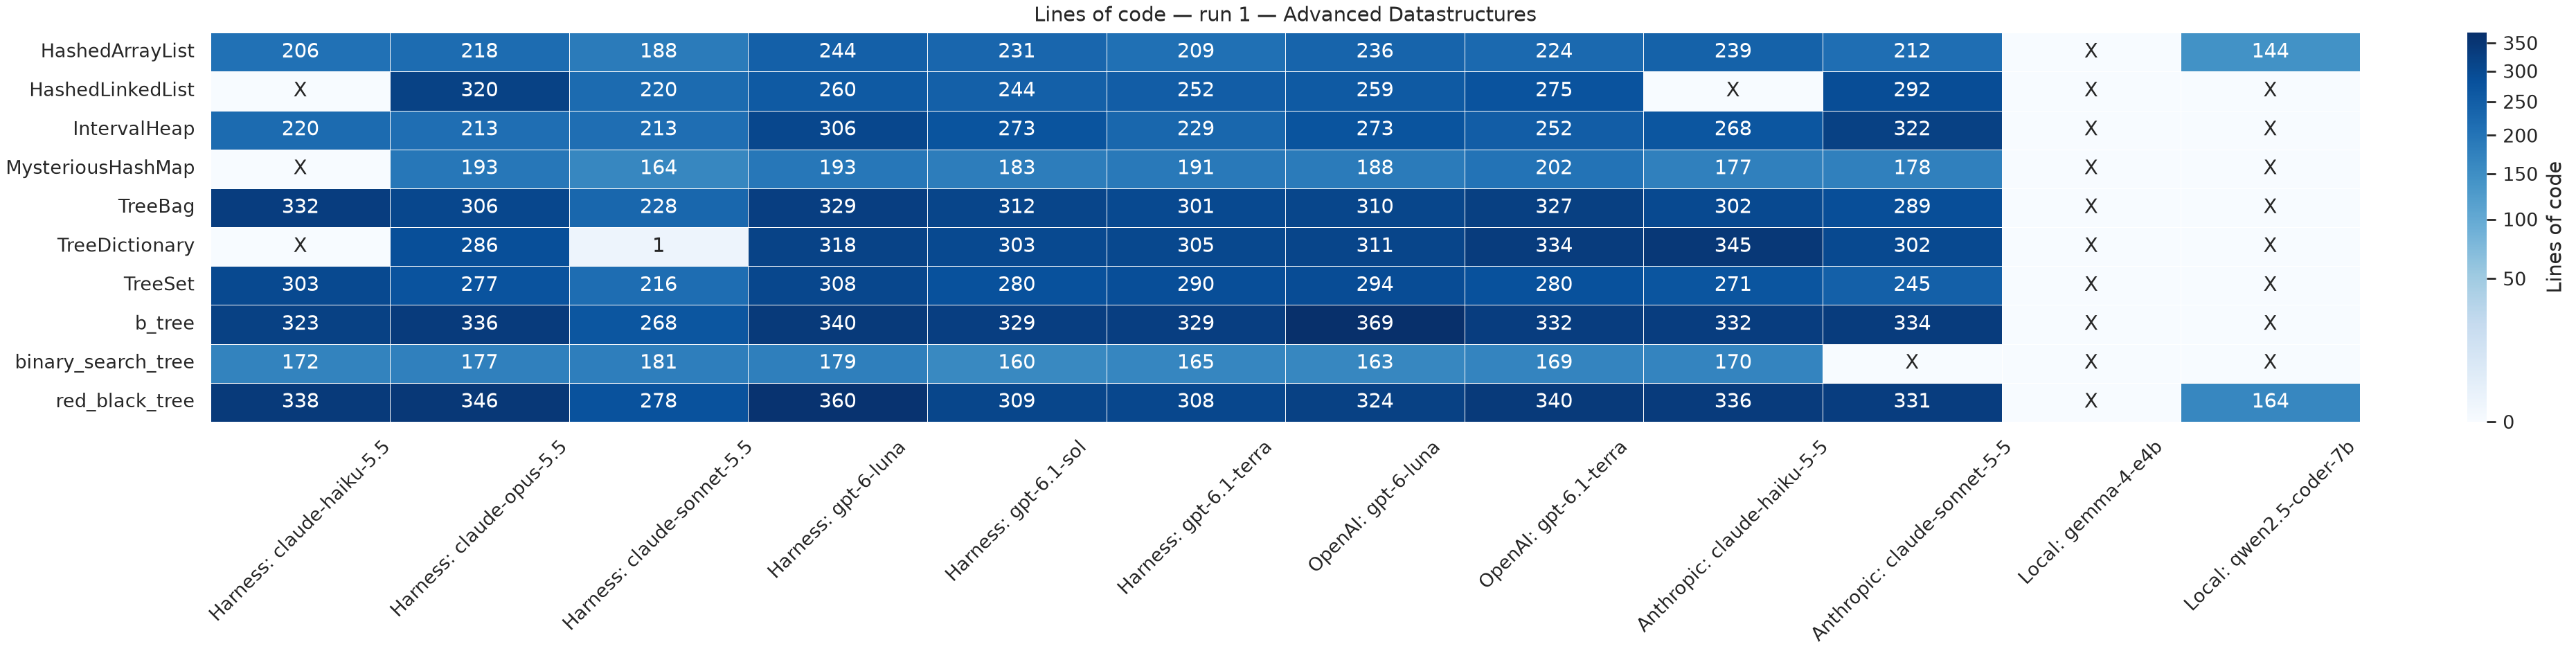 Lines of code — run 1 — Advanced Datastructures
HashedArrayList 206 218 188 244 231 209 236 224 239 212 X 144
HashedLinkedList X 320 220 260 244 252 259 275 X 292 X X
IntervalHeap 220 213 213 306 273 229 273 252 268 322 X X
MysteriousHashMap X 193 164 193 183 191 188 202 177 178 X X
TreeBag 332 306 228 329 312 301 310 327 302 289 X X
TreeDictionary X 286 1 318 303 305 311 334 345 302 X X
TreeSet 303 277 216 308 280 290 294 280 271 245 X X
b_tree 323 336 268 340 329 329 369 332 332 334 X X
binary_search_tree 172 177 181 179 160 165 163 169 170 X X X
red_black_tree 338 346 278 360 309 308 324 340 336 331 X 164
Harness: claude-haiku-5.5
Harness: claude-opus-5.5
Harness: claude-sonnet-5.5
Harness: gpt-6-luna
Harness: gpt-6.1-sol
Harness: gpt-6.1-terra
OpenAI: gpt-6-luna
OpenAI: gpt-6.1-terra
Anthropic: claude-haiku-5-5
Anthropic: claude-sonnet-5-5
Local: gemma-4-e4b
Local: qwen2.5-coder-7b
350
300
250
200
150
100
50
0
Lines of code